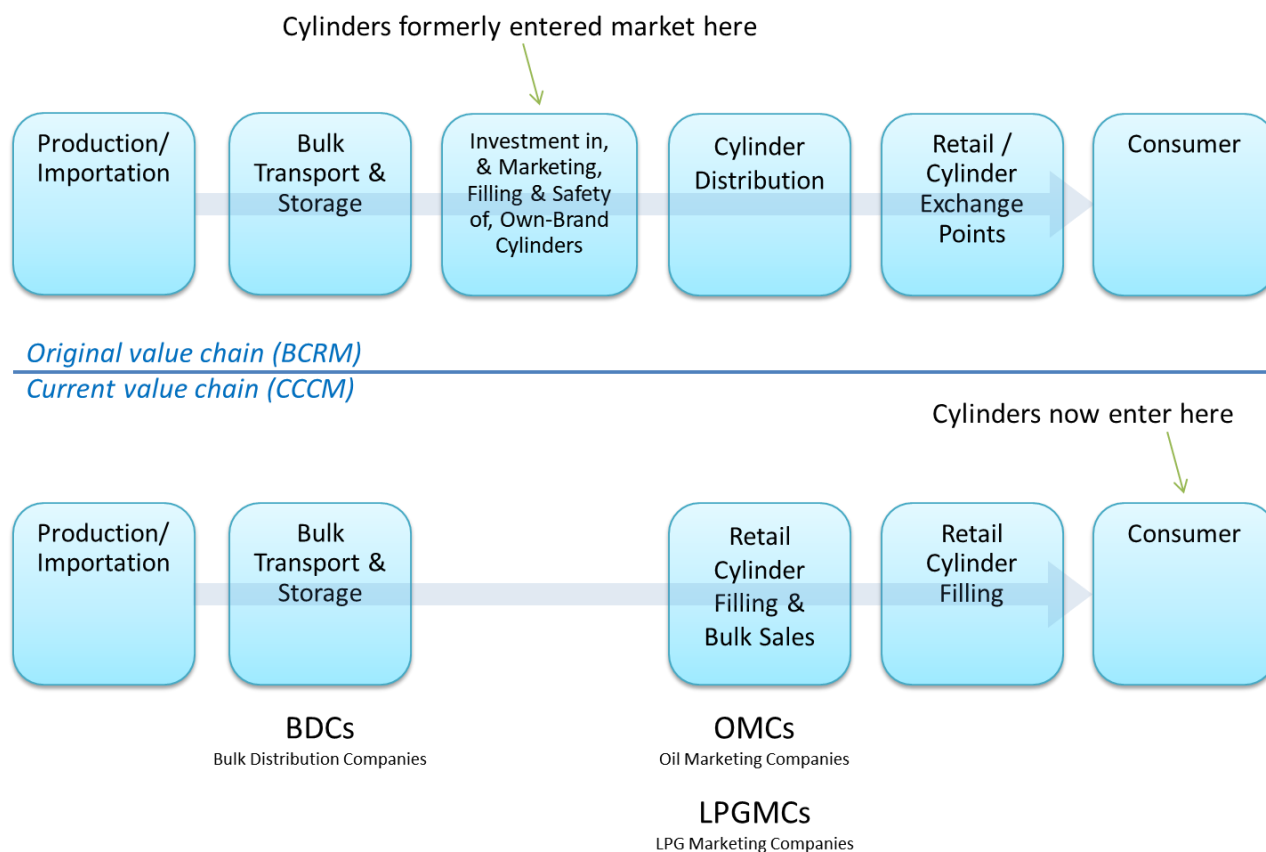 Cylinders formerly entered market here
Production/
Importation
Bulk
Transport &
Storage
Investment in,
& Marketing,
Filling & Safety
of, Own-Brand
Cylinders
Cylinder
Distribution
Retail /
Cylinder
Exchange
Points
Consumer
Original value chain (BCRM)
Current value chain (CCCM)
Cylinders now enter here
Production/
Importation
Bulk
Transport &
Storage
Retail
Cylinder
Filling &
Bulk Sales
Retail
Cylinder
Filling
Consumer
BDCs
Bulk Distribution Companies
OMCs
Oil Marketing Companies
LPGMCs
LPG Marketing Companies